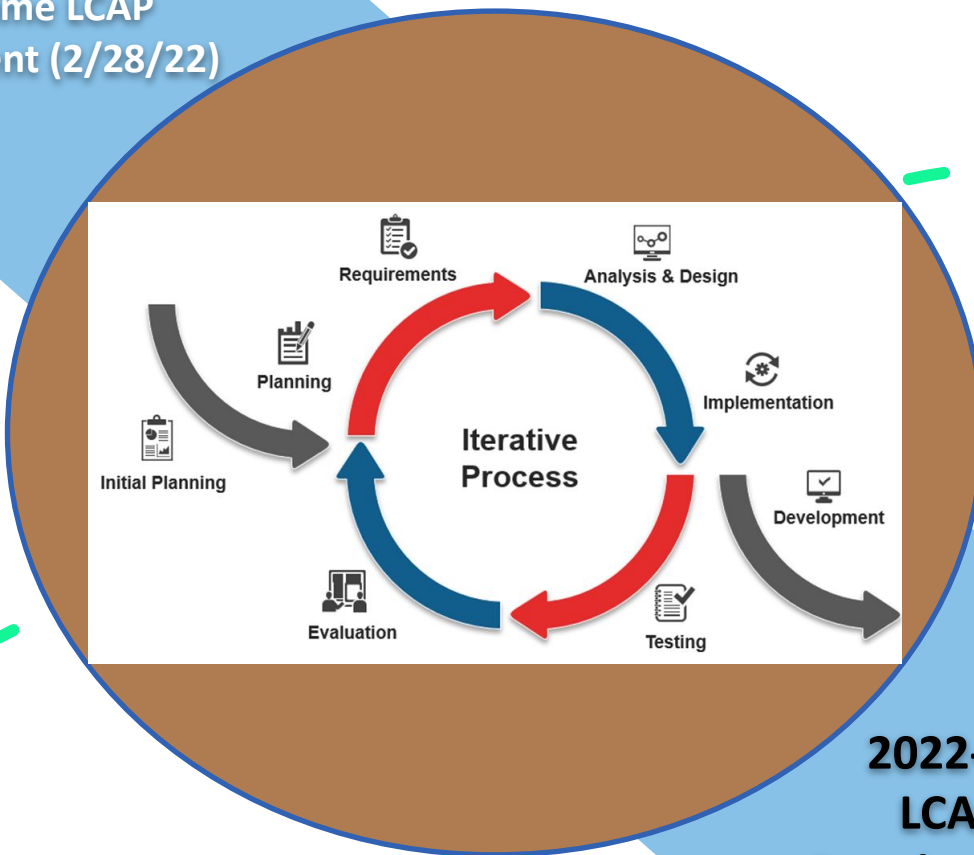 me LCAP
nt (2/28/22)
Requirements
Analysis & Design
Planning
Implementation
Iterative
Process
Initial Planning
Development
Evaluation
Testing
2022-
LCA